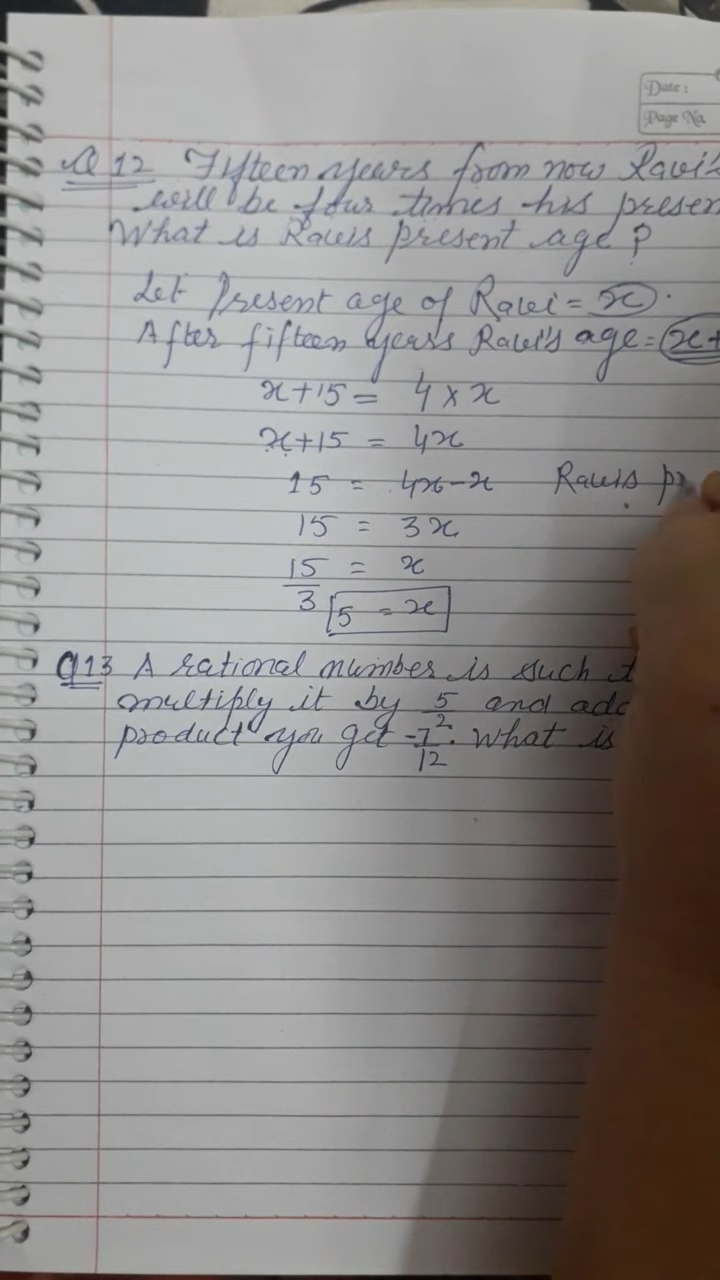 Date :
Page No.
Q 12 Fifteen years from now Ravi's
will be four times his presen
What is Ravis present age?
Let Present age of Ravi = x.
After fifteen years Ravi's age = x+
x+15 = 4 × x
x+15 = 4x
15 = 4x-x Ravis pr
15 = 3x
15/3 = x
5 = x
Q13 A rational number is such t
multiply it by 5/2 and add
product you get -7/12. What is